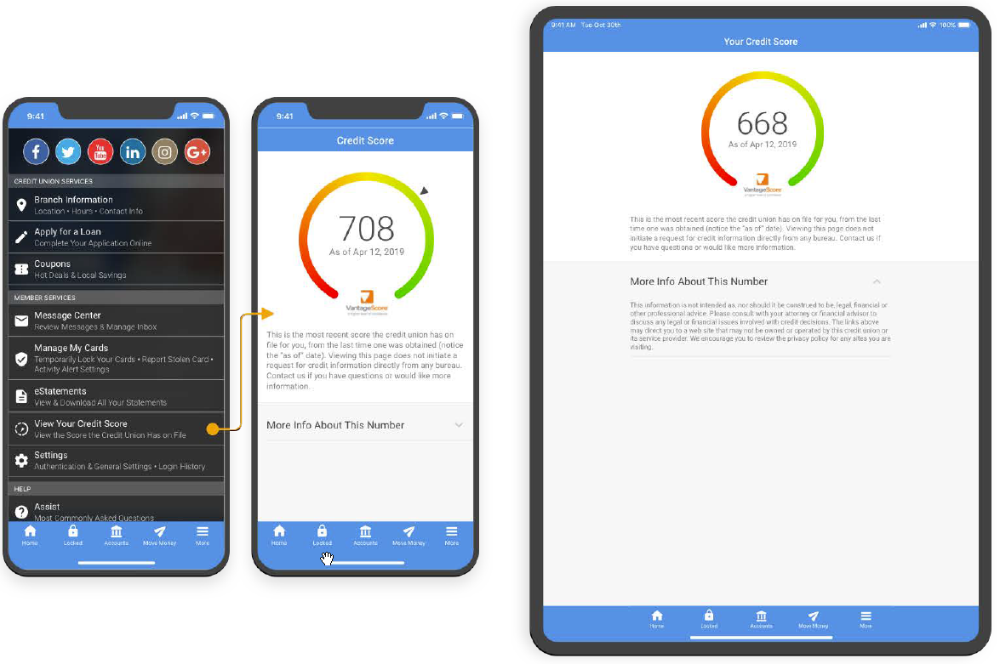 9:41
f
You
Tube
in
G+
CREDIT UNION SERVICES
Branch Information
Location • Hours • Contact Info
Apply for a Loan
Complete Your Application Online
Coupons
Hot Deals & Local Savings
MEMBER SERVICES
Message Center
Review Messages & Manage Inbox
Manage My Cards
Temporarily Lock Your Cards • Report Stolen Card •
Activity Alert Settings
eStatements
View & Download All Your Statements
View Your Credit Score
View the Score the Credit Union Has on File
Settings
Authentication & General Settings • Login History
HELP
?
Assist
Most Commonly Asked Questions
Home Locked Accounts Move Money More
9:41
Credit Score
708
As of Apr 12, 2019
VantageScore
This is the most recent score the credit union has on
file for you, from the last time one was obtained (notice
the "as of" date). Viewing this page does not initiate a
request for credit information directly from any bureau.
Contact us if you have questions or would like more
information.
More Info About This Number
Home Locked Accounts Move Money More
9:41 AM Tue Oct 30th 100%
Your Credit Score
668
As of Apr 12, 2019
VantageScore
This is the most recent score the credit union has on file for you, from the last
time one was obtained (notice the "as of" date). Viewing this page does not
initiate a request for credit information directly from any bureau. Contact us if
you have questions or would like more information.
More Info About This Number
This information is not intended as, nor should it be construed to be, legal, financial or
other professional advice. Please consult with your attorney or financial advisor to
discuss any legal or financial issues involved with credit decisions. The links above
may direct you to a web site that may not be owned or operated by this credit union or
its service provider. We encourage you to review the privacy policy for any sites you are
visiting.
Home Locked Accounts Move Money More